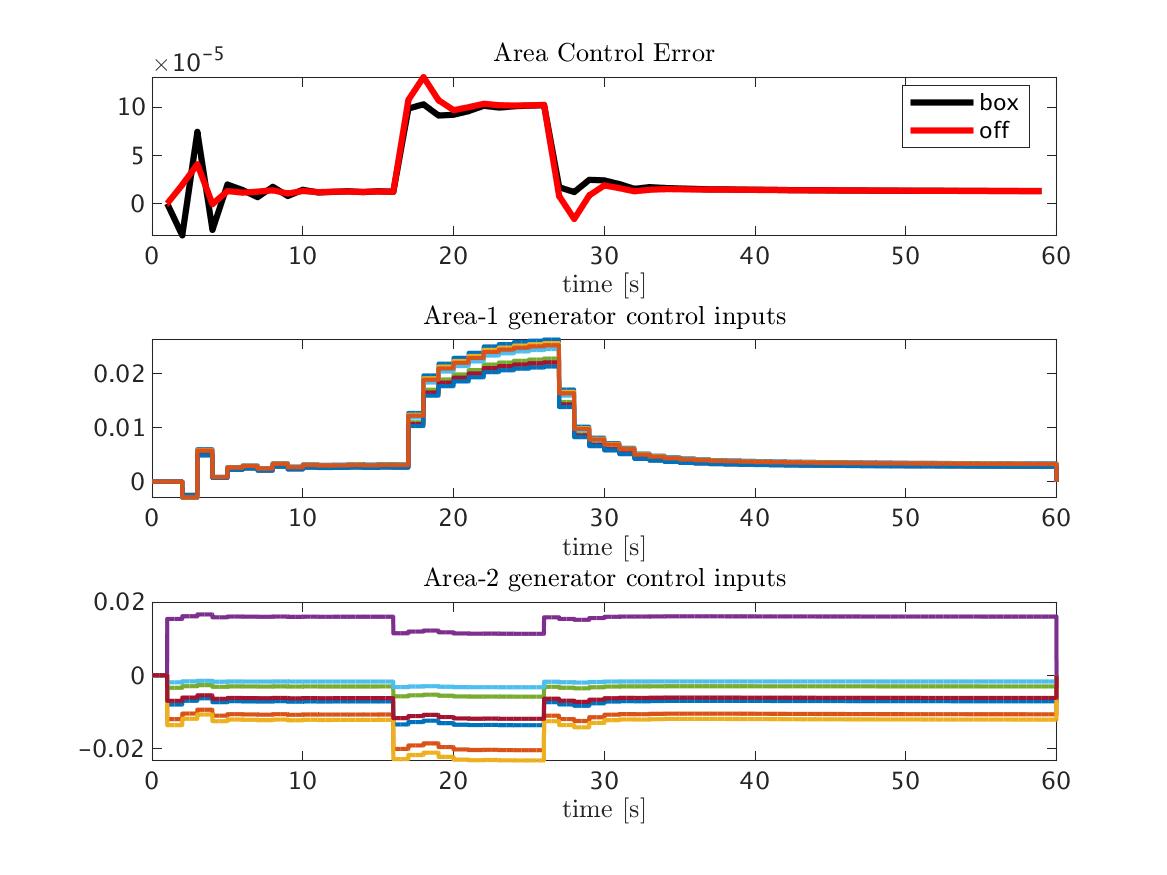 Area Control Error
×10⁻⁵
10
5
0
box
off
0 10 20 30 40 50 60
time [s]
Area-1 generator control inputs
0.02
0.01
0
0 10 20 30 40 50 60
time [s]
Area-2 generator control inputs
0.02
0
−0.02
0 10 20 30 40 50 60
time [s]